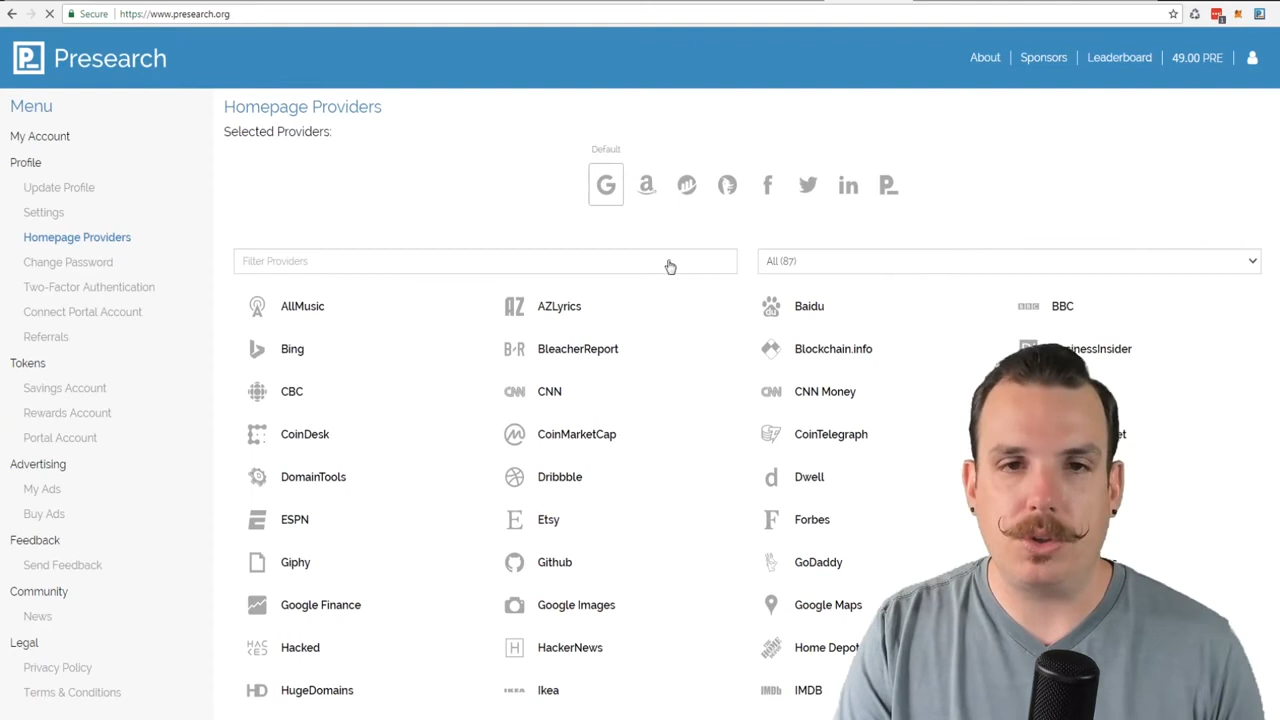 Secure
https://www.presearch.org
Presearch
About
Sponsors
Leaderboard
49.00 PRE
Menu
My Account
Profile
Update Profile
Settings
Homepage Providers
Change Password
Two-Factor Authentication
Connect Portal Account
Referrals
Tokens
Savings Account
Rewards Account
Portal Account
Advertising
My Ads
Buy Ads
Feedback
Send Feedback
Community
News
Legal
Privacy Policy
Terms & Conditions
Homepage Providers
Selected Providers:
Default
Filter Providers
All (87)
AllMusic
AZLyrics
Baidu
BBC
Bing
BleacherReport
Blockchain.info
CBC
CNN
CNN Money
CoinDesk
CoinMarketCap
CoinTelegraph
DomainTools
Dribbble
Dwell
ESPN
Etsy
Forbes
Giphy
Github
GoDaddy
Google Finance
Google Images
Google Maps
Hacked
HackerNews
Home Depot
HugeDomains
Ikea
IMDB